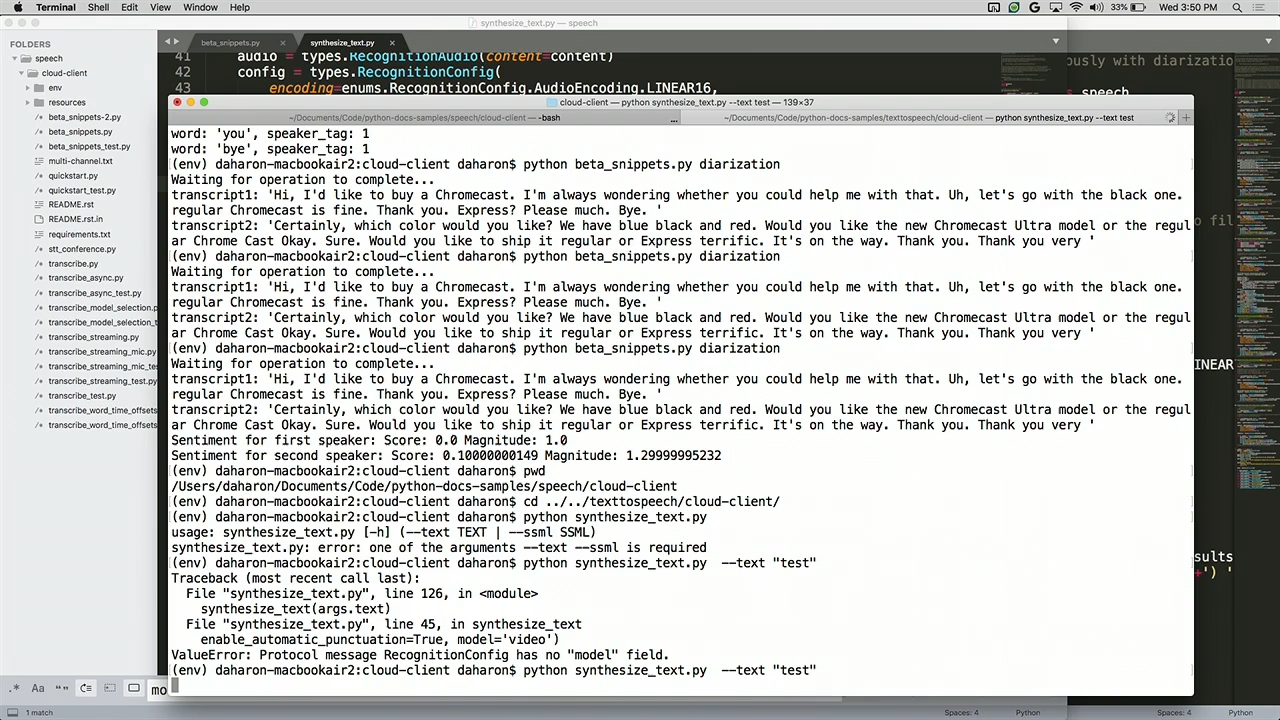 Terminal Shell Edit View Window Help 33% Wed 3:50 PM
synthesize_text.py — speech
FOLDERS
speech
cloud-client
env
resources
beta_snippets-2.py
beta_snippets.py
beta_snippets_test.py
multi-channel.txt
quickstart.py
quickstart_test.py
README.rst
README.rst.in
requirements.txt
stt_conference.py
transcribe.py
transcribe_async.py
transcribe_async_test.py
transcribe_model_selection.p
transcribe_model_selection_t
transcribe_streaming.py
transcribe_streaming_mic.py
transcribe_streaming_mic_te
transcribe_streaming_test.py
transcribe_test.py
transcribe_word_time_offsets
transcribe_word_time_offsets
beta_snippets.py synthesize_text.py
41 audio = types.RecognitionAudio(content=content)
42 config = types.RecognitionConfig(
43 encoding=enums.RecognitionConfig.AudioEncoding.LINEAR16,
ously with diarizatio
s speech
o fil
INEAR
sults
+') '
cloud-client — python synthesize_text.py --text test — 139×37
~/Documents/Code/python-docs-samples/speech/cloud-client — -bash ... ~/Documents/Code/python-docs-samples/texttospeech/cloud-client — python synthesize_text.py --text test
word: 'you', speaker_tag: 1
word: 'bye', speaker_tag: 1
(env) daharon-macbookair2:cloud-client daharon$ python beta_snippets.py diarization
Waiting for operation to complete...
transcript1: 'Hi, I'd like to buy a Chromecast. I'm always wondering whether you could help me with that. Uh, let's go with the black one.
regular Chromecast is fine. Thank you. Express? Please much. Bye. '
transcript2: 'Certainly, which color would you like? We have blue black and red. Would you like the new Chromecast Ultra model or the regul
ar Chrome Cast Okay. Sure. Would you like to ship it regular or Express terrific. It's on the way. Thank you. Thank you very '
(env) daharon-macbookair2:cloud-client daharon$ python beta_snippets.py diarization
Waiting for operation to complete...
transcript1: 'Hi, I'd like to buy a Chromecast. I'm always wondering whether you could help me with that. Uh, let's go with the black one.
regular Chromecast is fine. Thank you. Express? Please much. Bye. '
transcript2: 'Certainly, which color would you like? We have blue black and red. Would you like the new Chromecast Ultra model or the regul
ar Chrome Cast Okay. Sure. Would you like to ship it regular or Express terrific. It's on the way. Thank you. Thank you very '
(env) daharon-macbookair2:cloud-client daharon$ python beta_snippets.py diarization
Waiting for operation to complete...
transcript1: 'Hi, I'd like to buy a Chromecast. I'm always wondering whether you could help me with that. Uh, let's go with the black one.
regular Chromecast is fine. Thank you. Express? Please much. Bye. '
transcript2: 'Certainly, which color would you like? We have blue black and red. Would you like the new Chromecast Ultra model or the regul
ar Chrome Cast Okay. Sure. Would you like to ship it regular or Express terrific. It's on the way. Thank you. Thank you very '
Sentiment for first speaker: Score: 0.0 Magnitude: 1.6
Sentiment for second speaker: Score: 0.10000000149 Magnitude: 1.29999995232
(env) daharon-macbookair2:cloud-client daharon$ pwd
/Users/daharon/Documents/Code/python-docs-samples/speech/cloud-client
(env) daharon-macbookair2:cloud-client daharon$ cd ../../texttospeech/cloud-client/
(env) daharon-macbookair2:cloud-client daharon$ python synthesize_text.py
usage: synthesize_text.py [-h] (--text TEXT | --ssml SSML)
synthesize_text.py: error: one of the arguments --text --ssml is required
(env) daharon-macbookair2:cloud-client daharon$ python synthesize_text.py --text "test"
Traceback (most recent call last):
File "synthesize_text.py", line 126, in <module>
synthesize_text(args.text)
File "synthesize_text.py", line 45, in synthesize_text
enable_automatic_punctuation=True, model='video')
ValueError: Protocol message RecognitionConfig has no "model" field.
(env) daharon-macbookair2:cloud-client daharon$ python synthesize_text.py --text "test"
.* Aa " " mo
1 match Spaces: 4 Python Spaces: 4 Python